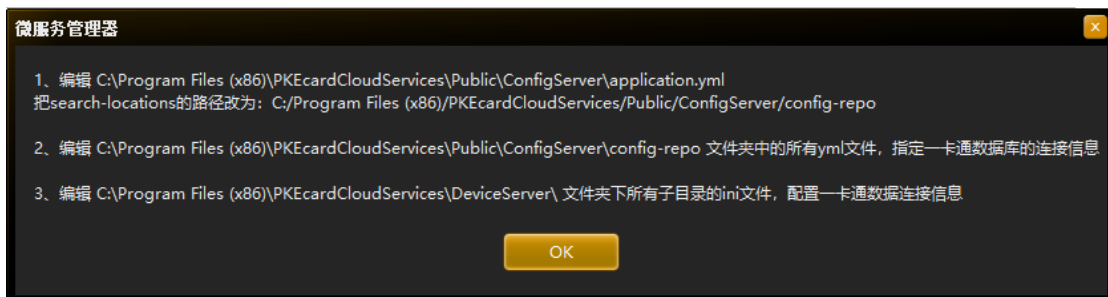 微服务管理器
1、编辑 C:\Program Files (x86)\PKEcardCloudServices\Public\ConfigServer\application.yml
把search-locations的路径改为：C:/Program Files (x86)/PKEcardCloudServices/Public/ConfigServer/config-repo
2、编辑 C:\Program Files (x86)\PKEcardCloudServices\Public\ConfigServer\config-repo 文件夹中的所有yml文件，指定一卡通数据库的连接信息
3、编辑 C:\Program Files (x86)\PKEcardCloudServices\DeviceServer\ 文件夹下所有子目录的ini文件，配置一卡通数据连接信息
OK